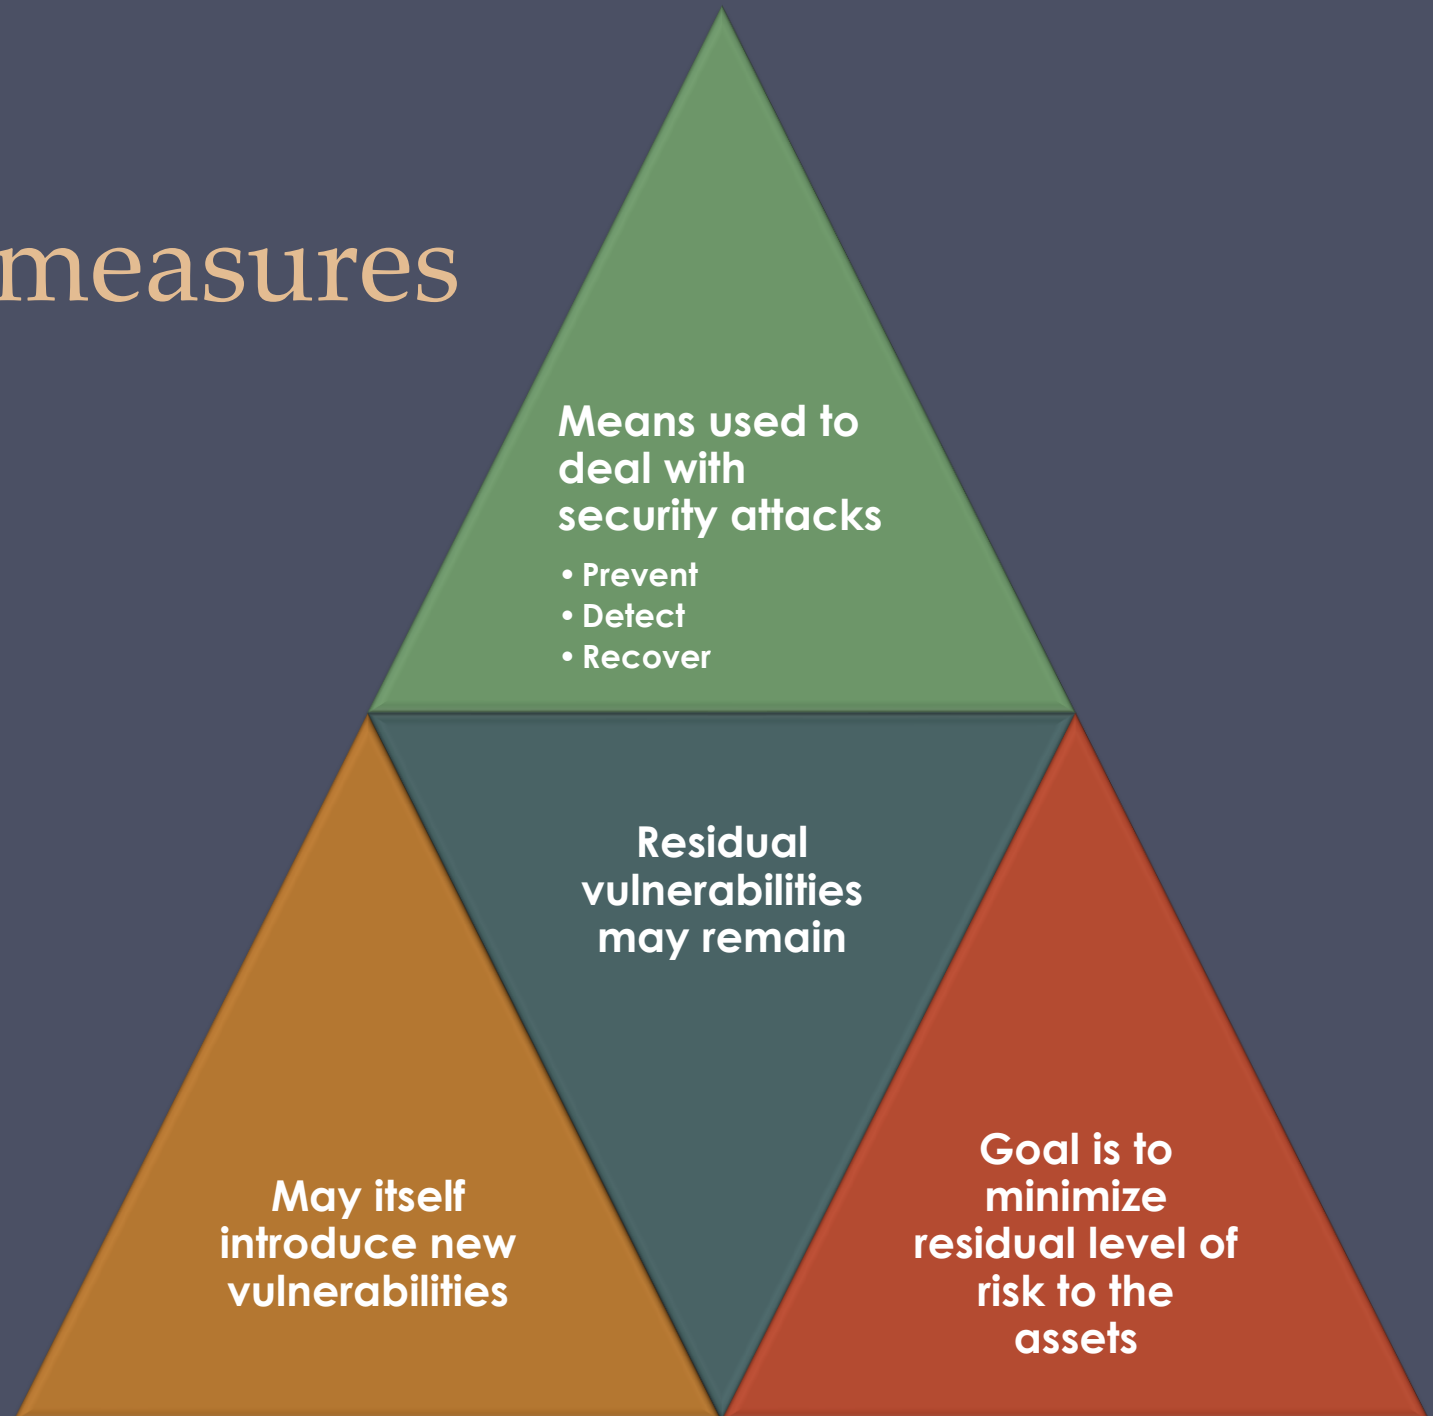 measures
Means used to
deal with
security attacks
• Prevent
• Detect
• Recover
Residual
vulnerabilities
may remain
May itself
introduce new
vulnerabilities
Goal is to
minimize
residual level of
risk to the
assets